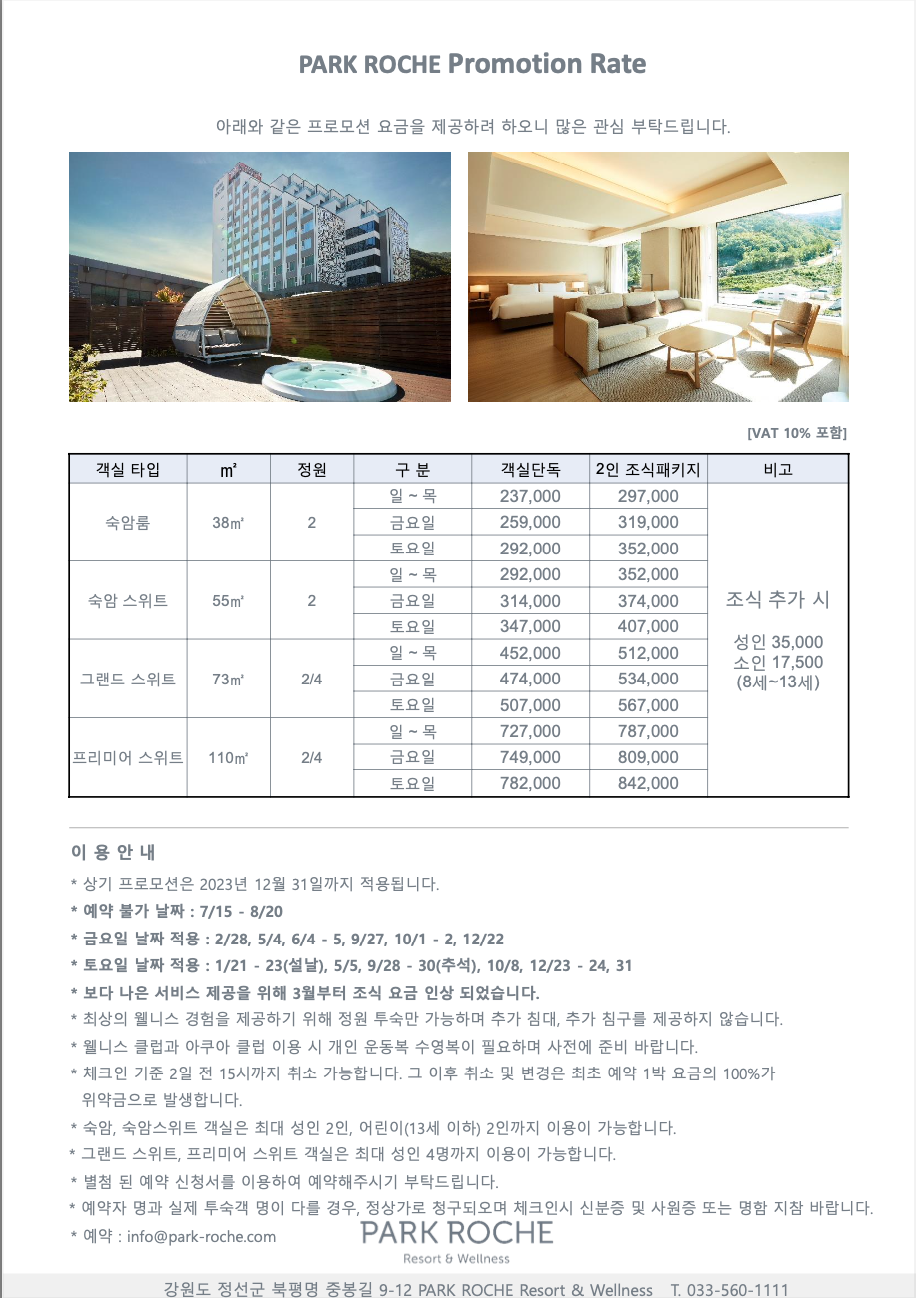 PARK ROCHE Promotion Rate
아래와 같은 프로모션 요금을 제공하려 하오니 많은 관심 부탁드립니다.
[VAT 10% 포함]
객실 타입 ㎡ 정원 구 분 객실단독 2인 조식패키지 비고
숙암룸 38㎡ 2 일 ~ 목 237,000 297,000
금요일 259,000 319,000
토요일 292,000 352,000
숙암 스위트 55㎡ 2 일 ~ 목 292,000 352,000
금요일 314,000 374,000
토요일 347,000 407,000
그랜드 스위트 73㎡ 2/4 일 ~ 목 452,000 512,000
금요일 474,000 534,000
토요일 507,000 567,000
프리미어 스위트 110㎡ 2/4 일 ~ 목 727,000 787,000
금요일 749,000 809,000
토요일 782,000 842,000
조식 추가 시
성인 35,000
소인 17,500
(8세~13세)
이 용 안 내
* 상기 프로모션은 2023년 12월 31일까지 적용됩니다.
* 예약 불가 날짜 : 7/15 - 8/20
* 금요일 날짜 적용 : 2/28, 5/4, 6/4 - 5, 9/27, 10/1 - 2, 12/22
* 토요일 날짜 적용 : 1/21 - 23(설날), 5/5, 9/28 - 30(추석), 10/8, 12/23 - 24, 31
* 보다 나은 서비스 제공을 위해 3월부터 조식 요금 인상 되었습니다.
* 최상의 웰니스 경험을 제공하기 위해 정원 투숙만 가능하며 추가 침대, 추가 침구를 제공하지 않습니다.
* 웰니스 클럽과 아쿠아 클럽 이용 시 개인 운동복 수영복이 필요하며 사전에 준비 바랍니다.
* 체크인 기준 2일 전 15시까지 취소 가능합니다. 그 이후 취소 및 변경은 최초 예약 1박 요금의 100%가
위약금으로 발생합니다.
* 숙암, 숙암스위트 객실은 최대 성인 2인, 어린이(13세 이하) 2인까지 이용이 가능합니다.
* 그랜드 스위트, 프리미어 스위트 객실은 최대 성인 4명까지 이용이 가능합니다.
* 별첨 된 예약 신청서를 이용하여 예약해주시기 부탁드립니다.
* 예약자 명과 실제 투숙객 명이 다를 경우, 정상가로 청구되오며 체크인시 신분증 및 사원증 또는 명함 지참 바랍니다.
* 예약 : info@park-roche.com
PARK ROCHE
Resort & Wellness
강원도 정선군 북평명 중봉길 9-12 PARK ROCHE Resort & Wellness T. 033-560-1111